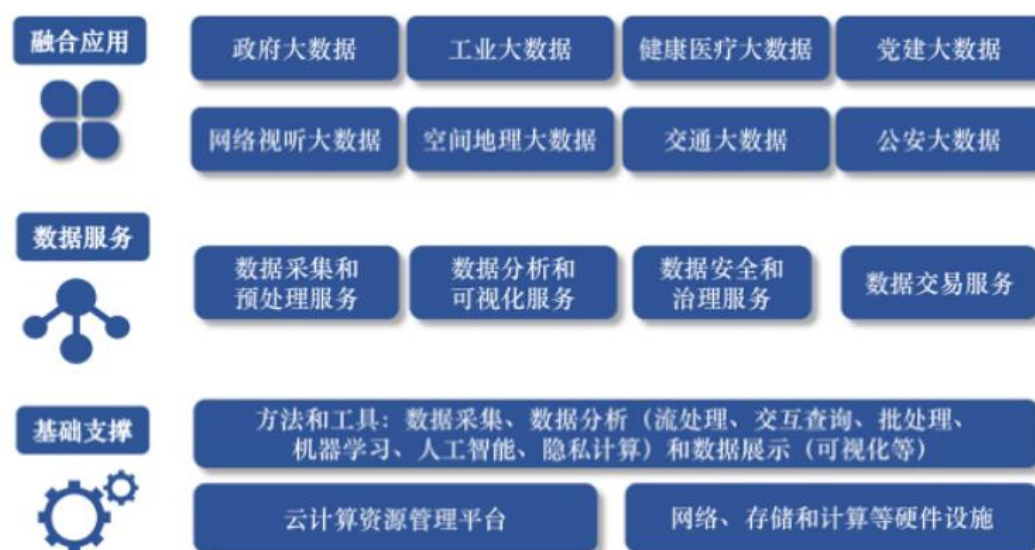 融合应用
政府大数据
工业大数据
健康医疗大数据
党建大数据
网络视听大数据
空间地理大数据
交通大数据
公安大数据
数据服务
数据采集和
预处理服务
数据分析和
可视化服务
数据安全和
治理服务
数据交易服务
基础支撑
方法和工具：数据采集、数据分析（流处理、交互查询、批处理、
机器学习、人工智能、隐私计算）和数据展示（可视化等）
云计算资源管理平台
网络、存储和计算等硬件设施